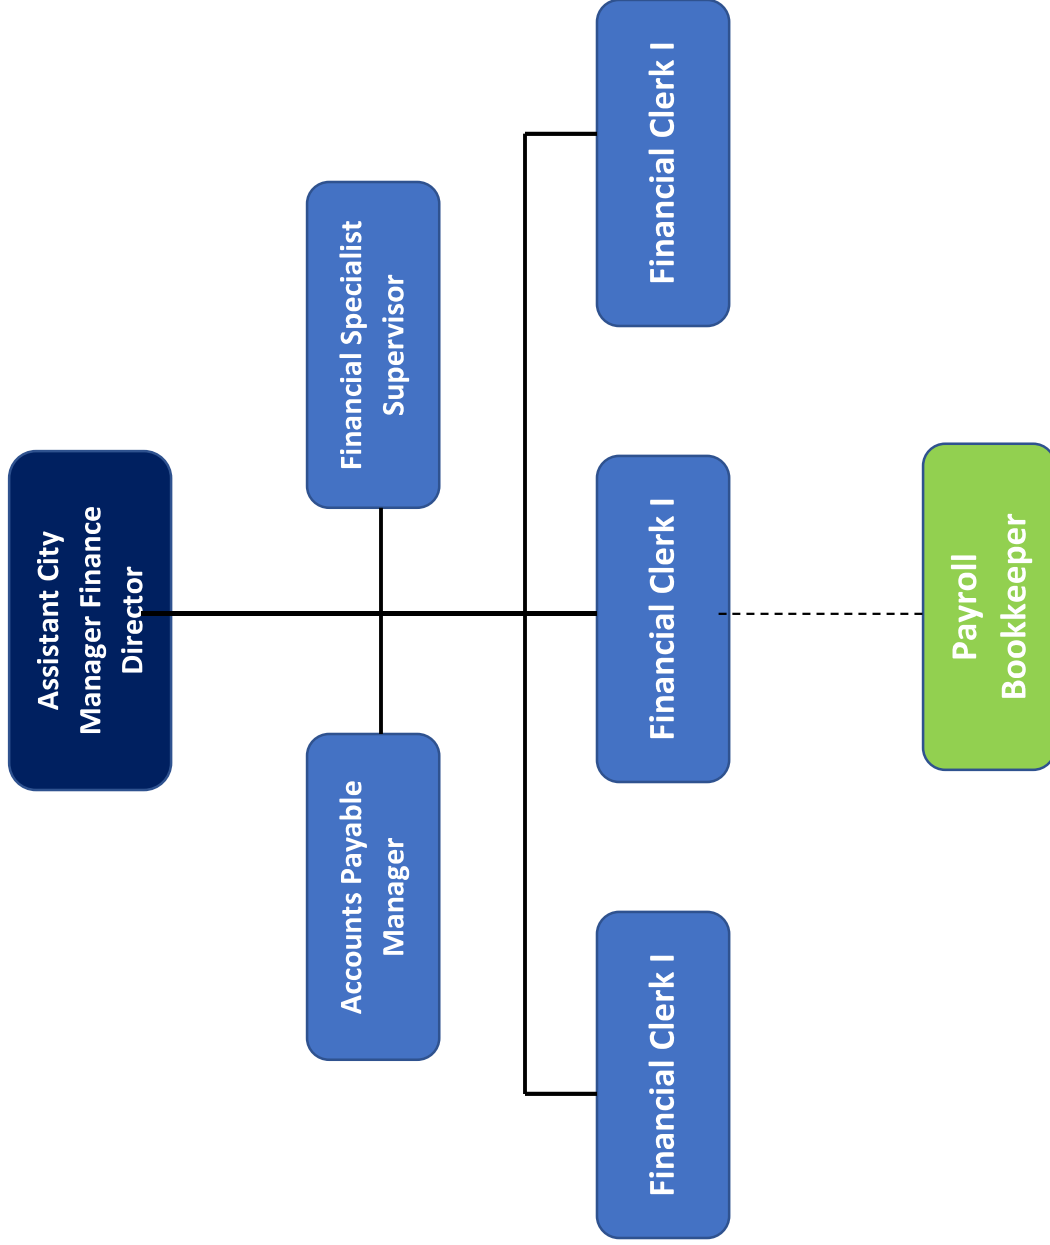 Assistant City
Manager Finance
Director
Accounts Payable
Manager
Financial Specialist
Supervisor
Financial Clerk I
Financial Clerk I
Financial Clerk I
Payroll
Bookkeeper